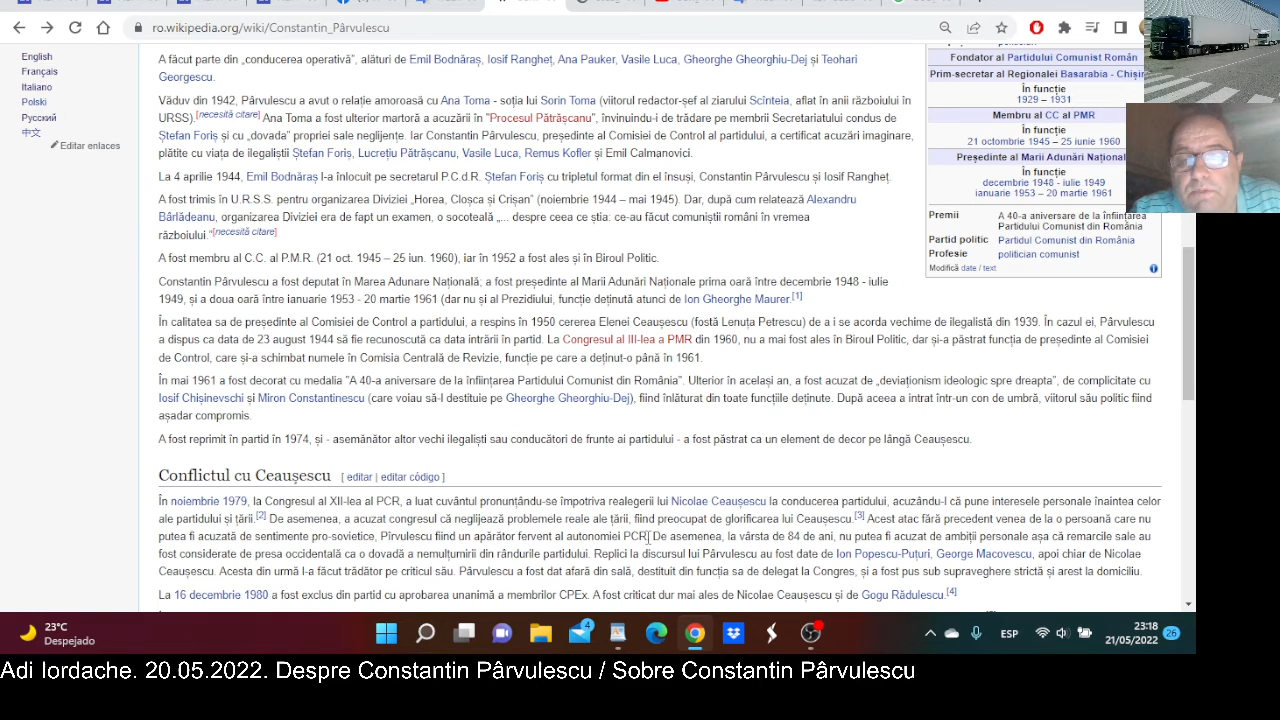 ro.wikipedia.org/wiki/Constantin_Pârvulescu
English
Français
Italiano
Polski
Русский
中文
Editar enlaces
A făcut parte din „conducerea operativă”, alături de Emil Bodnăraș, Iosif Rangheț, Ana Pauker, Vasile Luca, Gheorghe Gheorghiu-Dej și Teohari
Georgescu.
Văduv din 1942, Pârvulescu a avut o relație amoroasă cu Ana Toma - soția lui Sorin Toma (viitorul redactor-șef al ziarului Scînteia, aflat în anii războiului în
URSS).[necesită citare] Ana Toma a fost ulterior martoră a acuzării în "Procesul Pătrășcanu", învinuindu-i de trădare pe membrii Secretariatului condus de
Ștefan Foriș și cu „dovada” propriei sale neglijențe. Iar Constantin Pârvulescu, președinte al Comisiei de Control al partidului, a certificat acuzări imaginare,
plătite cu viața de ilegaliștii Ștefan Foriș, Lucrețiu Pătrășcanu, Vasile Luca, Remus Kofler și Emil Calmanovici.
La 4 aprilie 1944, Emil Bodnăraș l-a înlocuit pe secretarul P.C.d.R. Ștefan Foriș cu tripletul format din el însuși, Constantin Pârvulescu și Iosif Rangheț.
A fost trimis în U.R.S.S. pentru organizarea Diviziei „Horea, Cloșca și Crișan” (noiembrie 1944 – mai 1945). Dar, după cum relatează Alexandru
Bârlădeanu, organizarea Diviziei era de fapt un examen, o socoteală „... despre ceea ce știa: ce-au făcut comuniștii români în vremea
războiului.”[necesită citare]
A fost membru al C.C. al P.M.R. (21 oct. 1945 – 25 iun. 1960), iar în 1952 a fost ales și în Biroul Politic.
Constantin Pârvulescu a fost deputat în Marea Adunare Națională; a fost președinte al Marii Adunări Naționale prima oară între decembrie 1948 - iulie
1949, și a doua oară între ianuarie 1953 - 20 martie 1961 (dar nu și al Prezidiului, funcție deținută atunci de Ion Gheorghe Maurer.[1]
În calitatea sa de președinte al Comisiei de Control a partidului, a respins în 1950 cererea Elenei Ceaușescu (fostă Lenuța Petrescu) de a i se acorda vechime de ilegalistă din 1939. În cazul ei, Pârvulescu
a dispus ca data de 23 august 1944 să fie recunoscută ca data intrării în partid. La Congresul al III-lea a PMR din 1960, nu a mai fost ales în Biroul Politic, dar și-a păstrat funcția de președinte al Comisiei
de Control, care și-a schimbat numele în Comisia Centrală de Revizie, funcție pe care a deținut-o până în 1961.
În mai 1961 a fost decorat cu medalia "A 40-a aniversare de la înființarea Partidului Comunist din România". Ulterior în același an, a fost acuzat de „deviaționism ideologic spre dreapta”, de complicitate cu
Iosif Chișinevschi și Miron Constantinescu (care voiau să-l destituie pe Gheorghe Gheorghiu-Dej), fiind înlăturat din toate funcțiile deținute. După aceea a intrat într-un con de umbră, viitorul său politic fiind
așadar compromis.
A fost reprimit în partid în 1974, și - asemănător altor vechi ilegaliști sau conducători de frunte ai partidului - a fost păstrat ca un element de decor pe lângă Ceaușescu.
Conflictul cu Ceaușescu [ editar | editar código ]
În noiembrie 1979, la Congresul al XII-lea al PCR, a luat cuvântul pronunțându-se împotriva realegerii lui Nicolae Ceaușescu la conducerea partidului, acuzându-l că pune interesele personale înaintea celor
ale partidului și țării.[2] De asemenea, a acuzat congresul că neglijează problemele reale ale țării, fiind preocupat de glorificarea lui Ceaușescu.[3] Acest atac fără precedent venea de la o persoană care nu
putea fi acuzată de simpatii pro-sovietice, Pîrvulescu fiind un apărător fervent al autonomiei PCR. De asemenea, la vârsta de 84 de ani, nu putea fi acuzat de ambiții personale așa că remarcile sale au
fost considerate de presa occidentală ca o dovadă a nemulțumirii din rândurile partidului. Replici la discursul lui Pârvulescu au fost date de Ion Popescu-Puțuri, George Macovescu, apoi chiar de Nicolae
Ceaușescu. Acesta din urmă l-a făcut trădător pe criticul său. Pârvulescu a fost dat afară din sală, destituit din funcția sa de delegat la Congres, și a fost pus sub supraveghere strictă și arest la domiciliu.
La 16 decembrie 1980 a fost exclus din partid cu aprobarea unanimă a membrilor CPEx. A fost criticat dur mai ales de Nicolae Ceaușescu și de Gogu Rădulescu.[4]
Fondator al Partidului Comunist Român
Prim-secretar al Regionalei Basarabia -
În funcție
1929 – 1931
Membru al CC al PMR
În funcție
21 octombrie 1945 – 25 iunie 1960
Președinte al Marii Adunări
În funcție
decembrie 1948 - iulie 1949
ianuarie 1953 – 20 martie 1961
Premii A 40-a aniversare de la înființarea
Partidului Comunist din România
Partid politic Partidul Comunist din România
Profesie politician comunist
Modifică date / text
23°C
Despejado
4
ESP
23:18
21/05/2022
26
Adi Iordache. 20.05.2022. Despre Constantin Pârvulescu / Sobre Constantin Pârvulescu